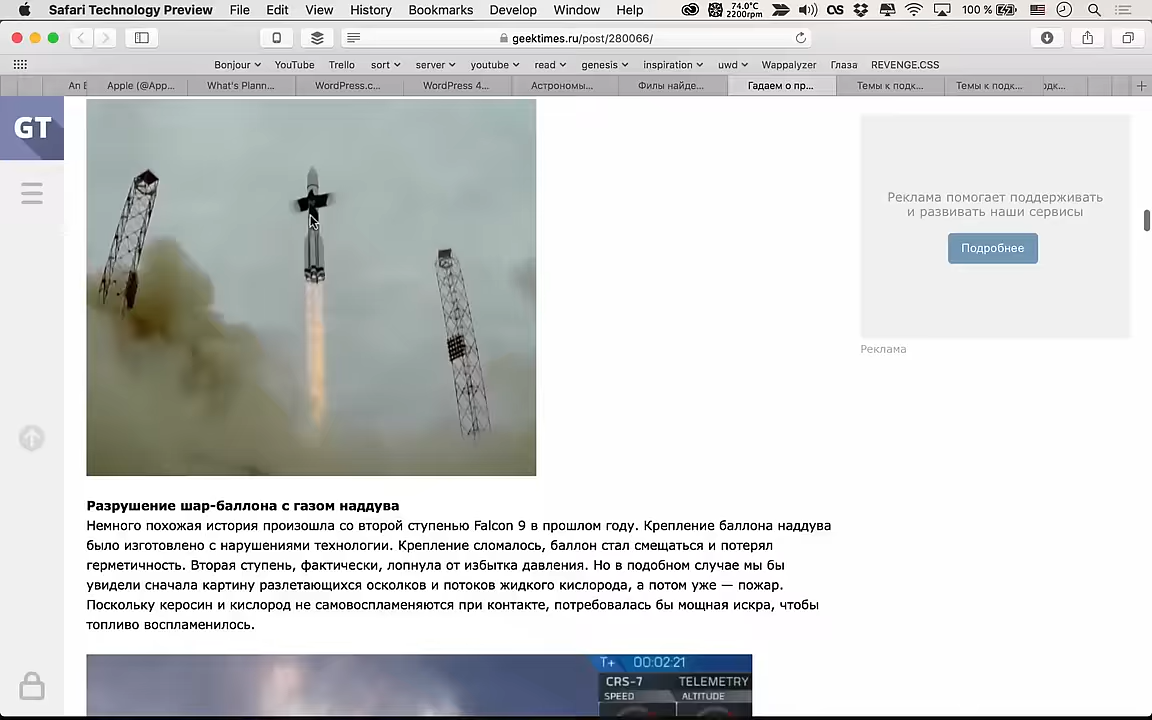 Safari Technology Preview File Edit View History Bookmarks Develop Window Help 74.0°C 2200rpm 100 %
geektimes.ru/post/280066/
Bonjour YouTube Trello sort server youtube read genesis inspiration uwd Wappalyzer Глаза REVENGE.CSS
An E Apple (@App... What's Plann... WordPress.c... WordPress 4... Астрономы... Филы найде... Гадаем о пр... Темы к подк... Темы к подк... одк...
GT
Реклама помогает поддерживать
и развивать наши сервисы
Подробнее
Реклама
Разрушение шар-баллона с газом наддува
Немного похожая история произошла со второй ступенью Falcon 9 в прошлом году. Крепление баллона наддува
было изготовлено с нарушениями технологии. Крепление сломалось, баллон стал смещаться и потерял
герметичность. Вторая ступень, фактически, лопнула от избытка давления. Но в подобном случае мы бы
увидели сначала картину разлетающихся осколков и потоков жидкого кислорода, а потом уже — пожар.
Поскольку керосин и кислород не самовоспламеняются при контакте, потребовалась бы мощная искра, чтобы
топливо воспламенилось.
T+ 00:02:21
CRS-7 TELEMETRY
SPEED ALTITUDE